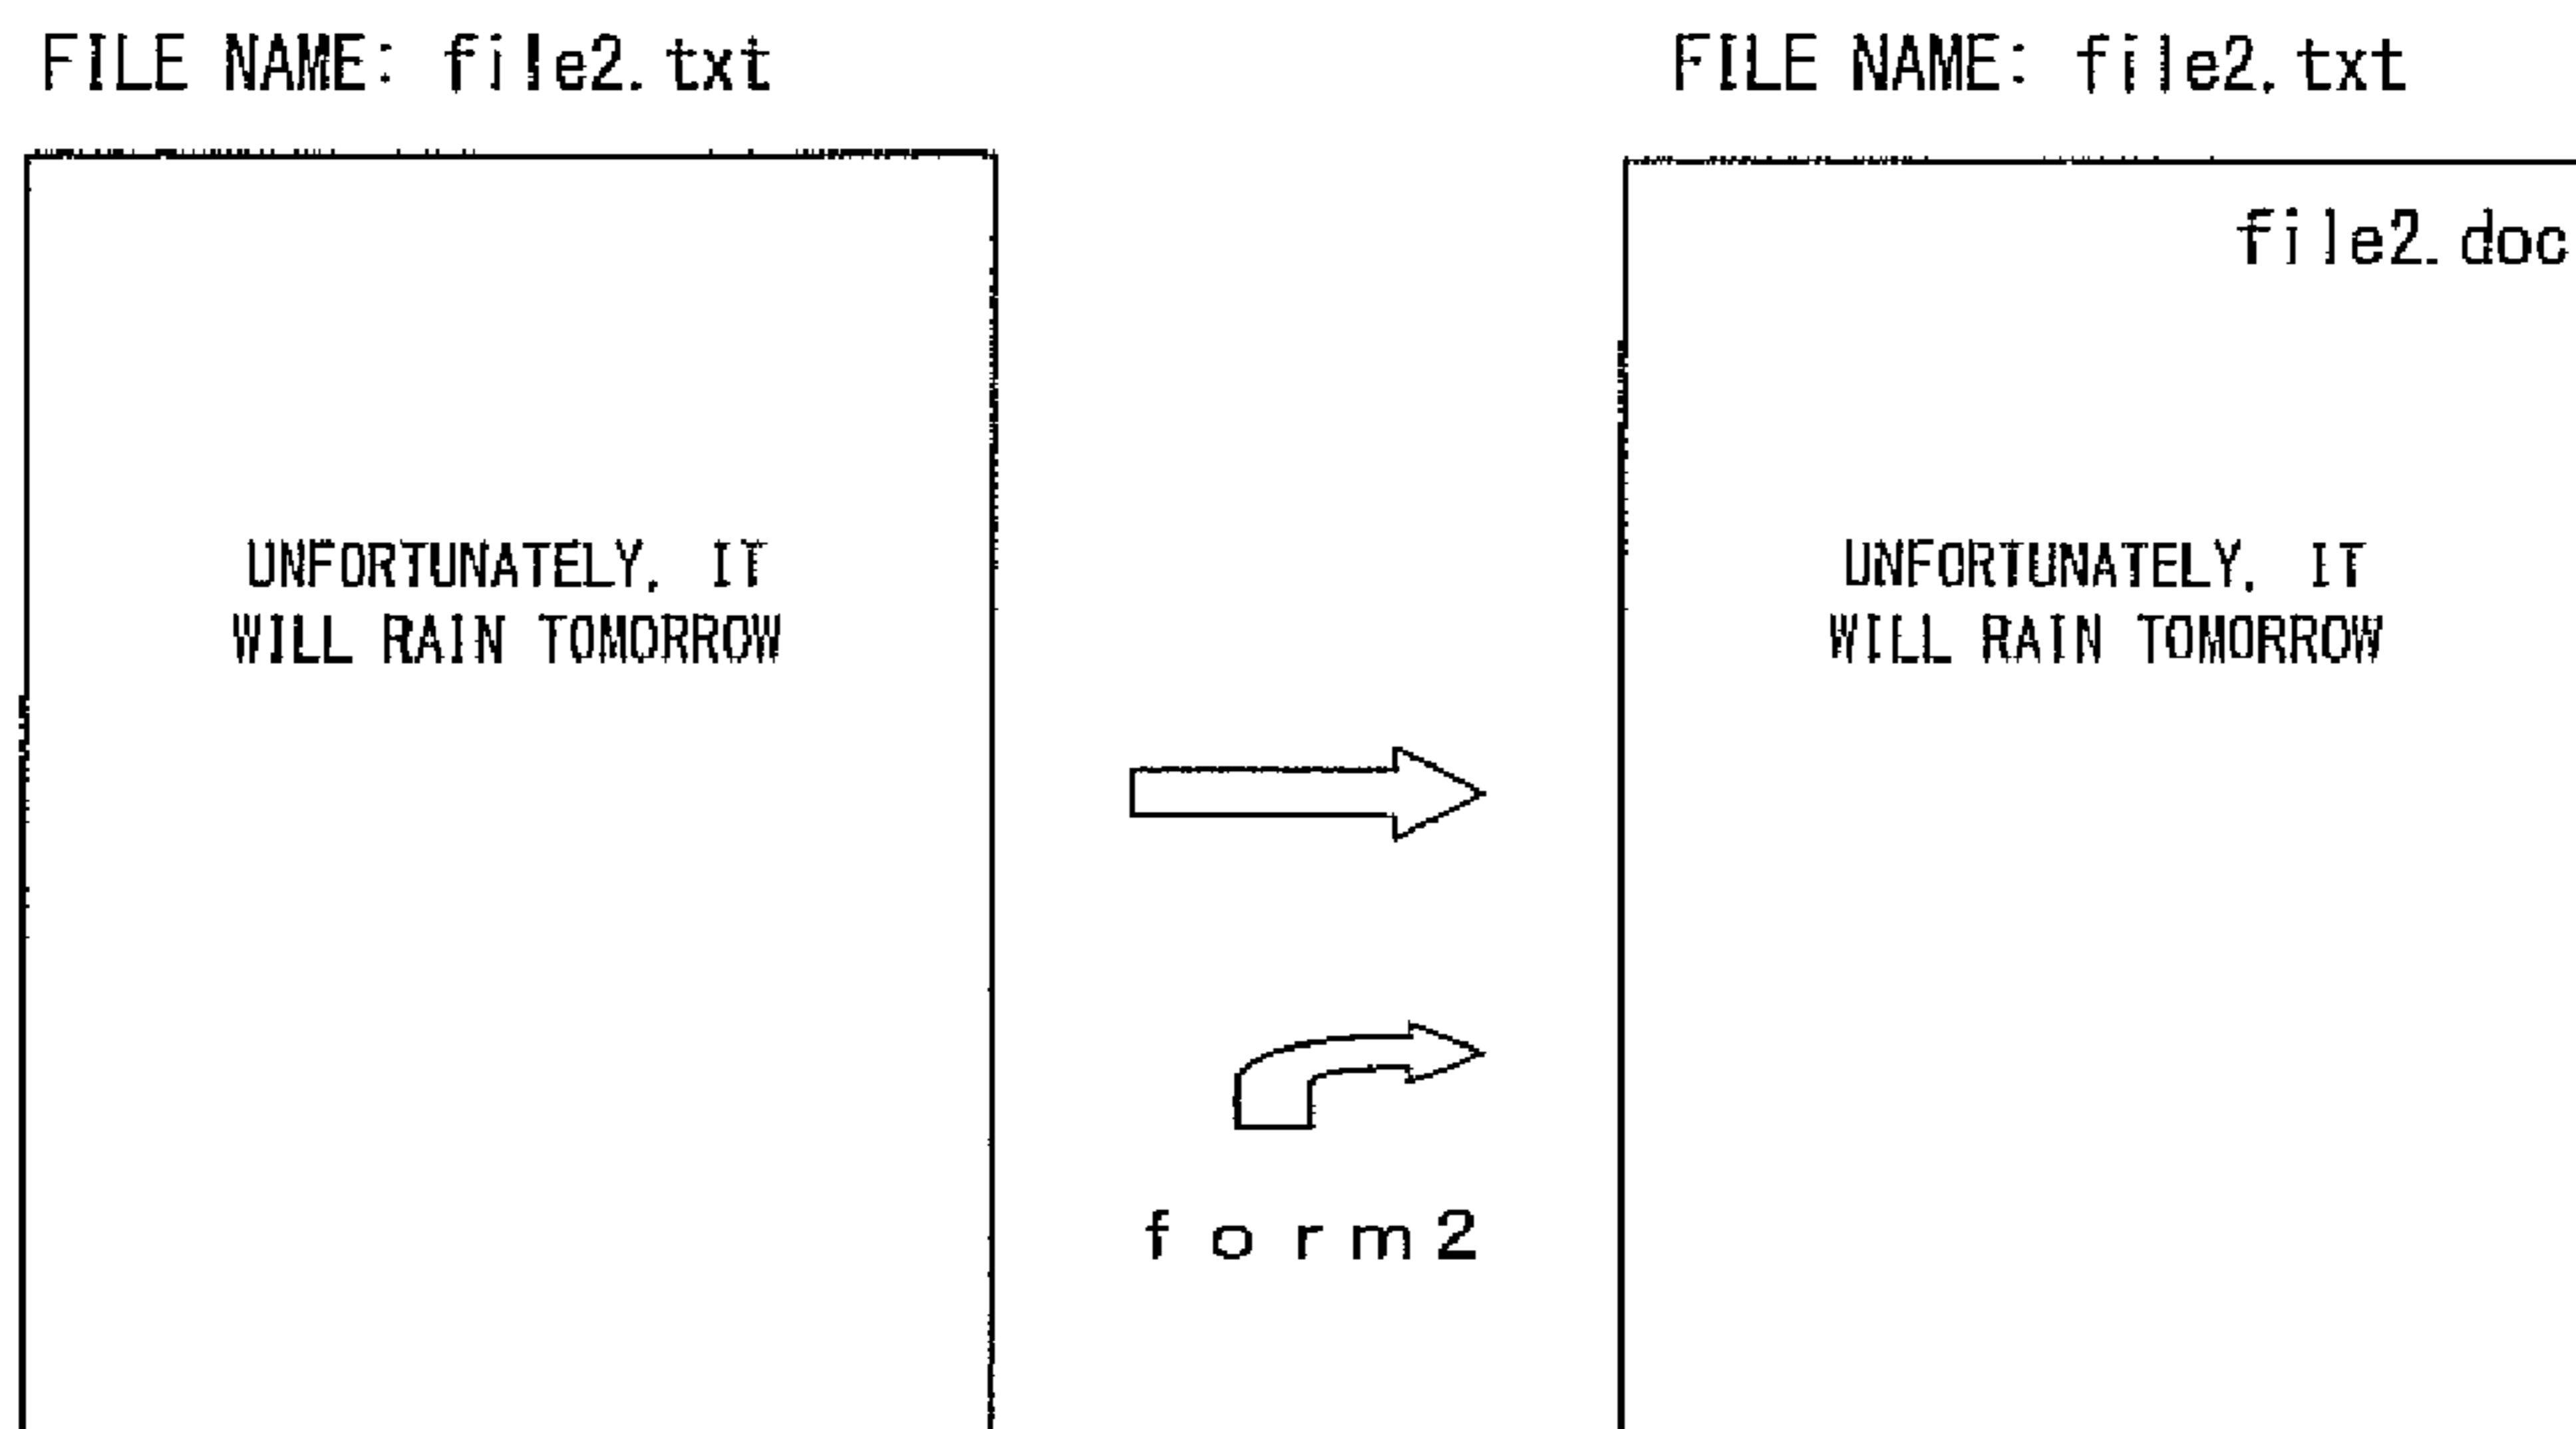 FILE NAME: file2.txt
UNFORTUNATELY, IT
WILL RAIN TOMORROW
form2
FILE NAME: file2.txt
file2.doc
UNFORTUNATELY, IT
WILL RAIN TOMORROW